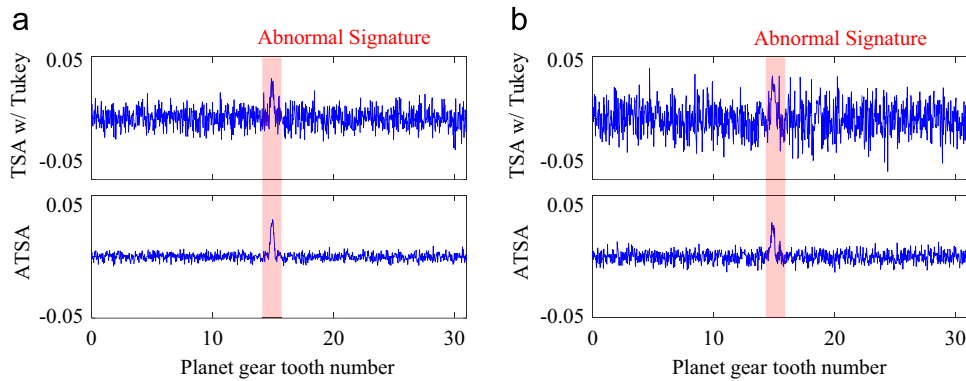 a
Abnormal Signature
TSA w/ Tukey
0.05
-0.05
ATSA
0.05
-0.05
0 10 20 30
Planet gear tooth number
b
Abnormal Signature
TSA w/ Tukey
0.05
-0.05
ATSA
0.05
-0.05
0 10 20 30
Planet gear tooth number